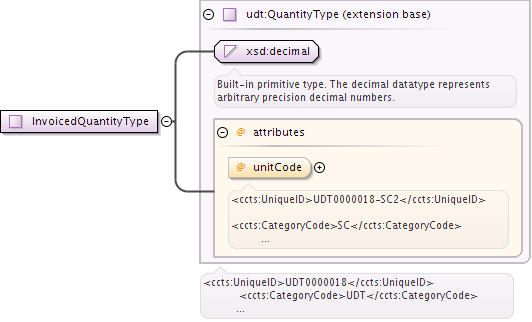 udt:QuantityType (extension base)
xsd:decimal
Built-in primitive type. The decimal datatype represents
arbitrary precision decimal numbers.
InvoicedQuantityType
@ attributes
@ unitCode
<ccts:UniqueID>UDT0000018-SC2</ccts:UniqueID>
<ccts:CategoryCode>SC</ccts:CategoryCode>
...
<ccts:UniqueID>UDT0000018</ccts:UniqueID>
<ccts:CategoryCode>UDT</ccts:CategoryCode>
...